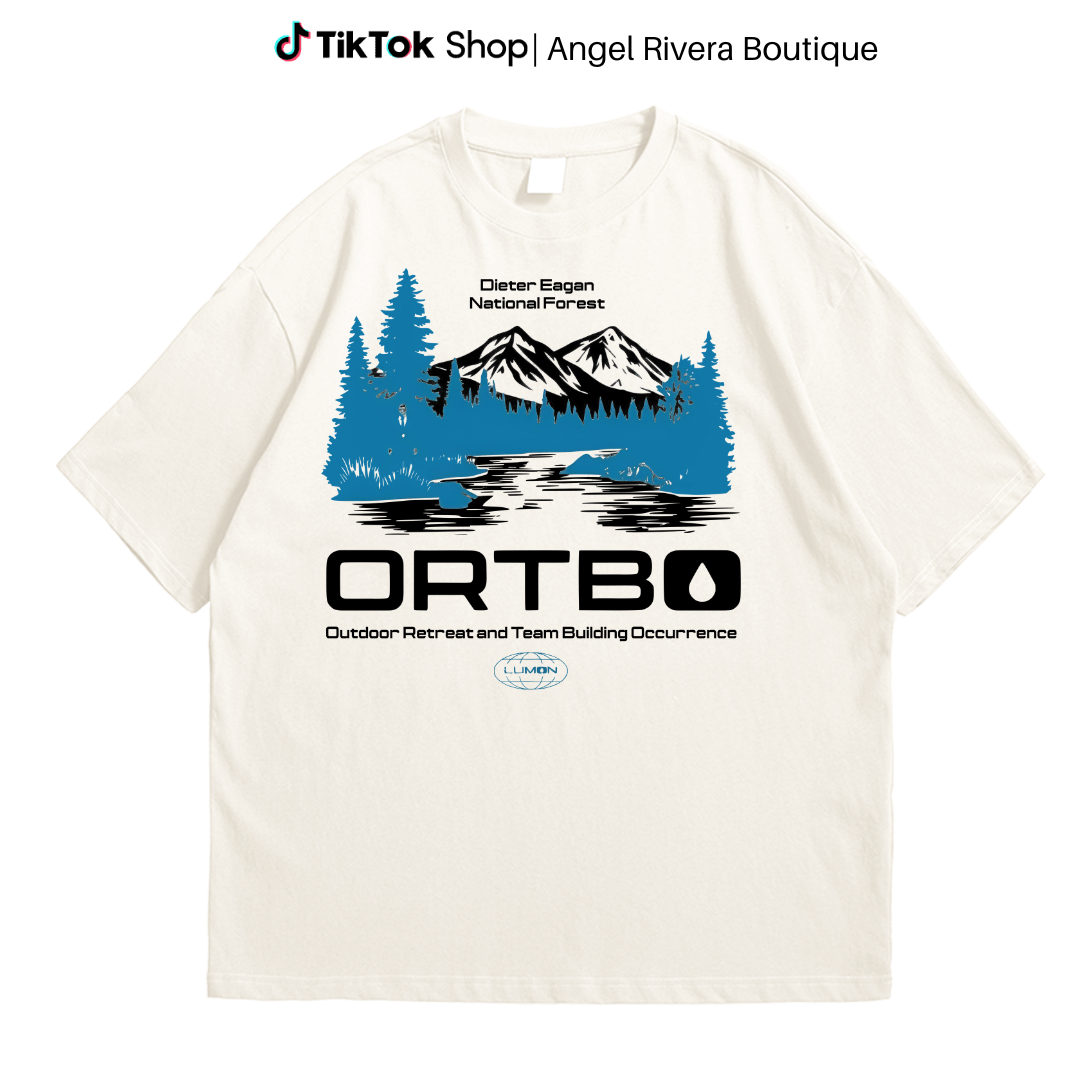 TikTok Shop| Angel Rivera Boutique
Dieter Eagan
National Forest
ORTBO
Outdoor Retreat and Team Building Occurrence
LUMON